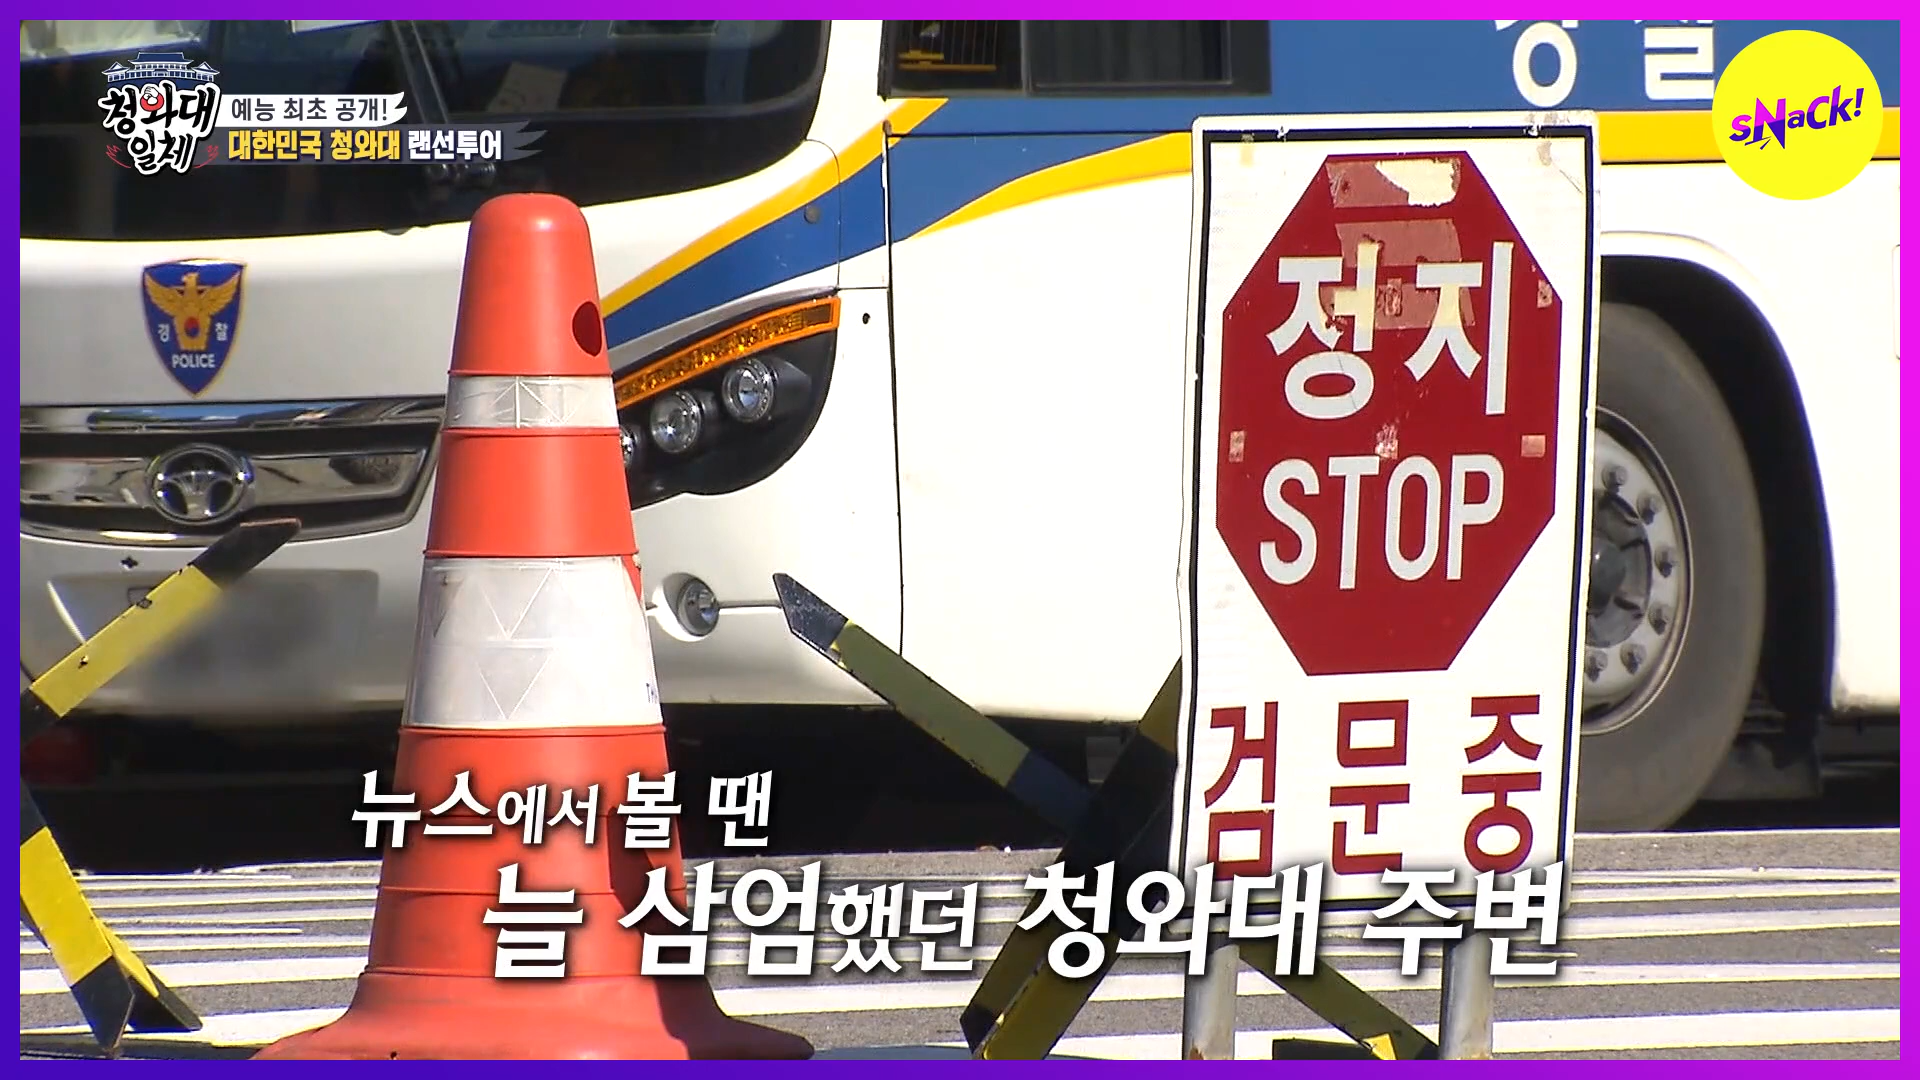 청와대
일체
예능 최초 공개!
대한민국 청와대 랜선투어
sNaCk!
경찰
POLICE
정지
STOP
검문중
뉴스에서 볼 땐
늘 삼엄했던 청와대 주변